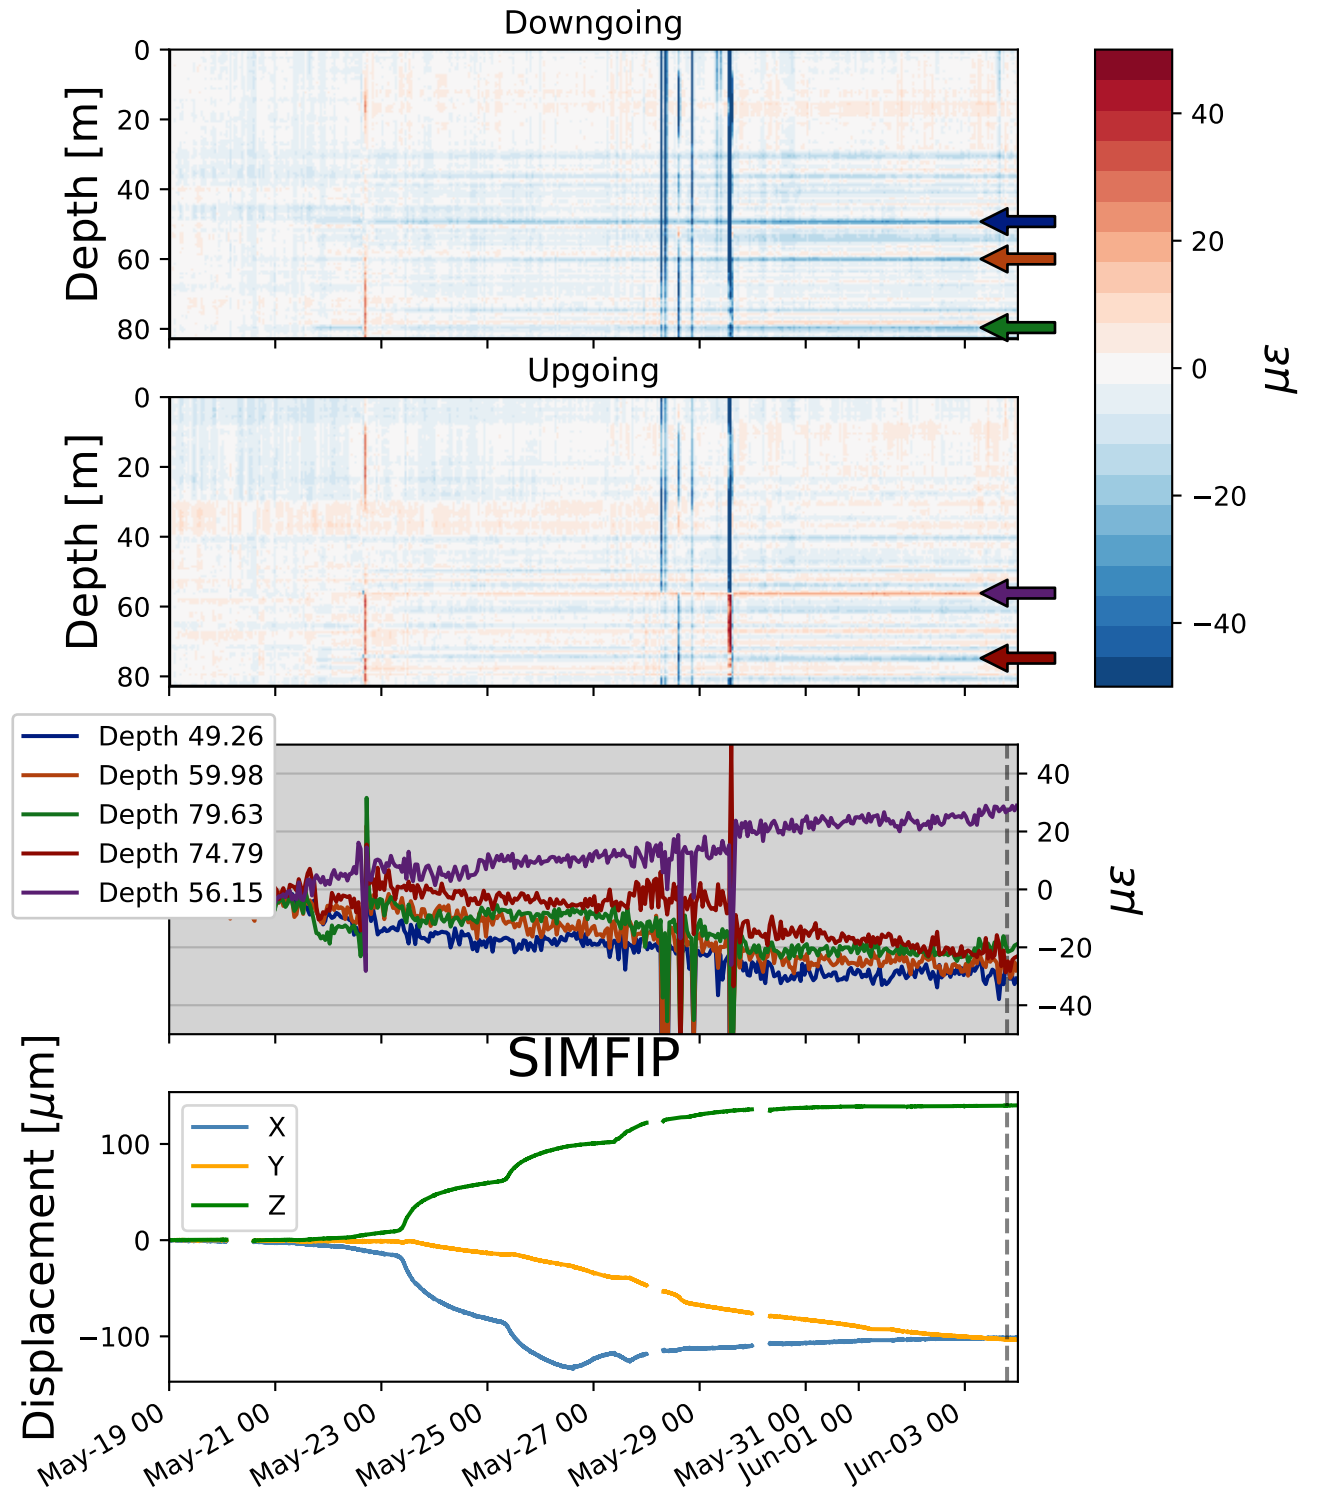 Downgoing
Depth [m]
0
20
40
60
80
Upgoing
Depth [m]
0
20
40
60
80
40
20
0
−20
−40
με
Depth 49.26
Depth 59.98
Depth 79.63
Depth 74.79
Depth 56.15
40
20
0
−20
−40
με
SIMFIP
Displacement [μm]
100
0
−100
X
Y
Z
May-19 00
May-21 00
May-23 00
May-25 00
May-27 00
May-29 00
May-31 00
Jun-01 00
Jun-03 00